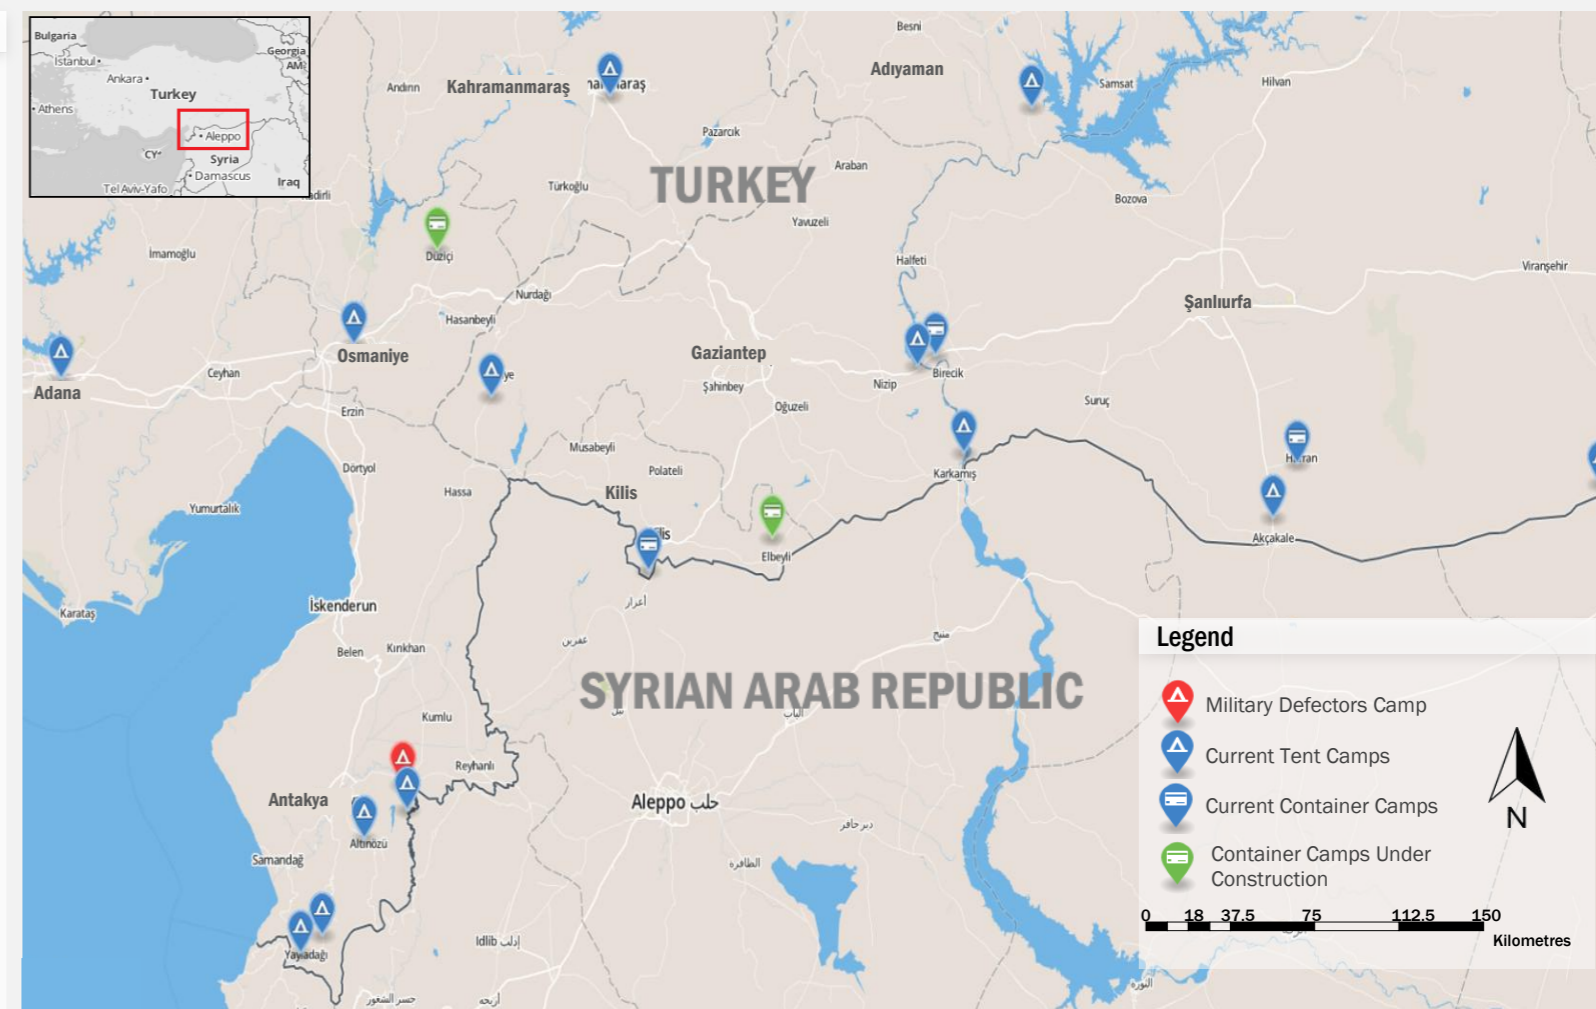 Bulgaria
Istanbul
Georgia
AM
Ankara
Turkey
Athens
Aleppo
CY
Syria
Damascus
Tel Aviv-Yafo
Iraq
Besni
Andırın
Kahramanmaraş
Adıyaman
Samsat
Hilvan
Pazarcık
Araban
Türkoğlu
TURKEY
Bozova
Yavuzeli
İmamoğlu
Düziçi
Halfeti
Viranşehir
Nurdağı
Şanlıurfa
Hasanbeyli
Osmaniye
Gaziantep
Ceyhan
Birecik
Adana
Şahinbey
Nizip
Suruç
Erzin
Oğuzeli
Musabeyli
Dörtyol
Polateli
Karkamış
Hassa
Kilis
Yumurtalık
Elbeyli
Akçakale
Karataş
İskenderun
أعزاز
عفرين
منبج
Belen
Kırıkhan
SYRIAN ARAB REPUBLIC
الباب
Kumlu
Reyhanlı
Antakya
Aleppo حلب
دير حافر
Altınözü
Samandağ
Yayladağı
Idlib إدلب
جسر الشغور
أريحا
Legend
Military Defectors Camp
Current Tent Camps
Current Container Camps
Container Camps Under
Construction
N
0 18 37.5 75 112.5 150
Kilometres